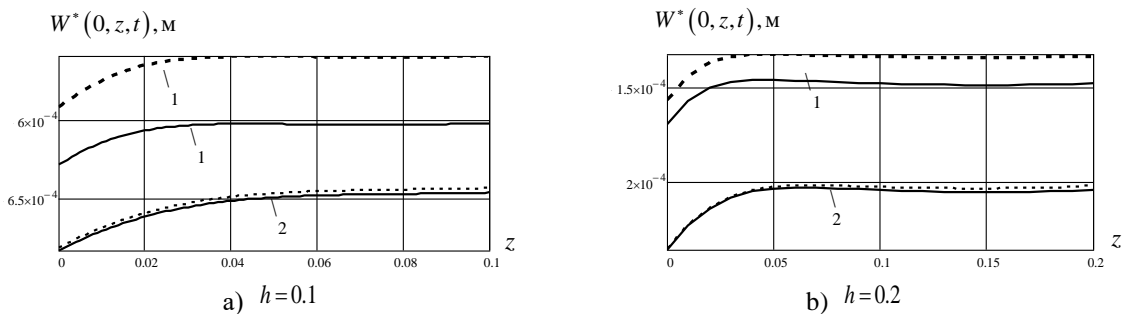 W*(0, z, t), м
1
6×10⁻⁴
1
6.5×10⁻⁴
2
z
0 0.02 0.04 0.06 0.08 0.1
a) h = 0.1
W*(0, z, t), м
1.5×10⁻⁴
1
2×10⁻⁴
2
z
0 0.05 0.1 0.15 0.2
b) h = 0.2